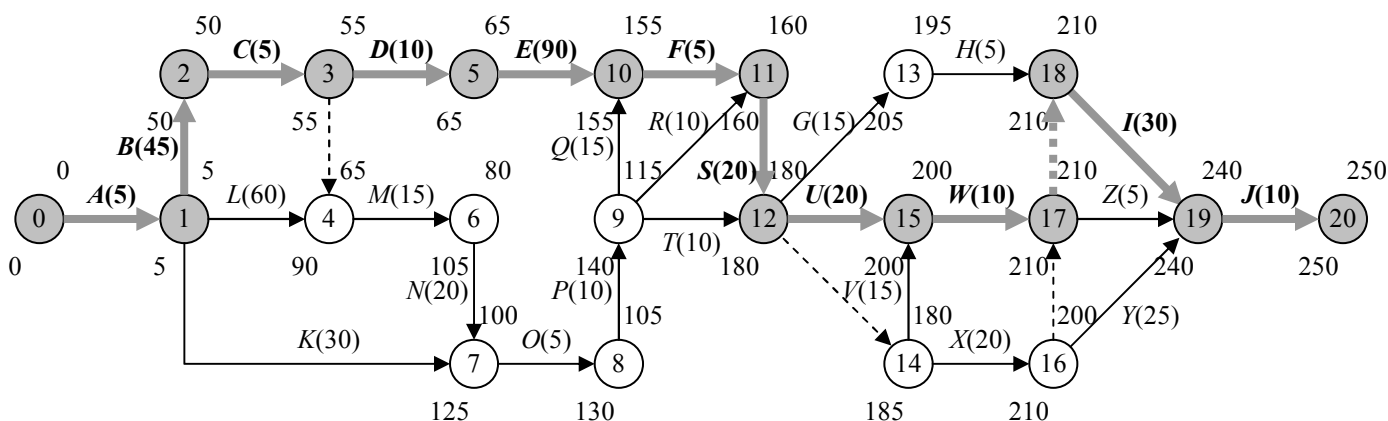 50 55 65 155 160 195 210
C(5) D(10) E(90) F(5) H(5)
2 3 5 10 11 13 18
50 55 65 155 R(10) 160 G(15) 205 210 I(30)
B(45) Q(15)
0 5 65 80 115 S(20) 180 200 210 240 250
A(5) L(60) M(15) U(20) W(10) Z(5) J(10)
0 1 4 6 9 12 15 17 19 20
T(10)
0 5 90 105 140 180 200 210 240 250
N(20) P(10) V(15)
100 105 180 200 Y(25)
K(30) O(5) X(20)
7 8 14 16
125 130 185 210